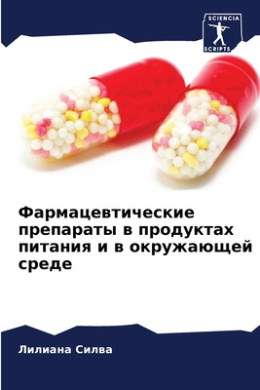 SCIENCIA
SCRIPTS
Фармацевтические
препараты в продуктах
питания и в окружающей
среде
Лилиана Силва